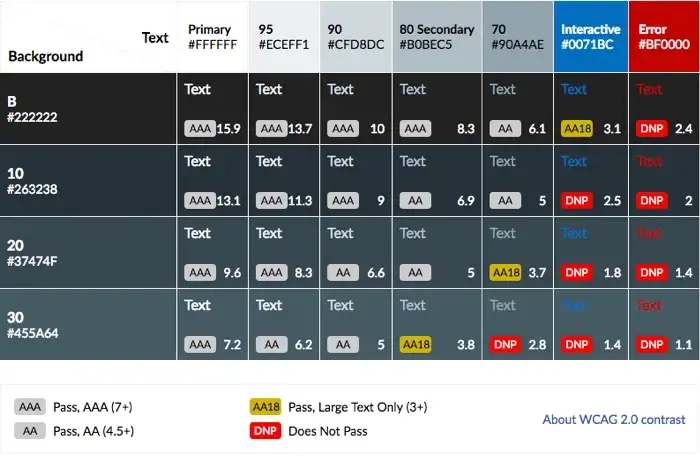 Text
Background
Primary
#FFFFFF
95
#ECEFF1
90
#CFD8DC
80 Secondary
#B0BEC5
70
#90A4AE
Interactive
#0071BC
Error
#BF0000
B
#222222
Text Text Text Text Text Text Text
AAA 15.9 AAA 13.7 AAA 10 AAA 8.3 AA 6.1 AA18 3.1 DNP 2.4
10
#263238
Text Text Text Text Text Text Text
AAA 13.1 AAA 11.3 AAA 9 AA 6.9 AA 5 DNP 2.5 DNP 2
20
#37474F
Text Text Text Text Text Text Text
AAA 9.6 AAA 8.3 AA 6.6 AA 5 AA18 3.7 DNP 1.8 DNP 1.4
30
#455A64
Text Text Text Text Text Text Text
AAA 7.2 AA 6.2 AA 5 AA18 3.8 DNP 2.8 DNP 1.4 DNP 1.1
AAA Pass, AAA (7+)
AA Pass, AA (4.5+)
AA18 Pass, Large Text Only (3+)
DNP Does Not Pass
About WCAG 2.0 contrast